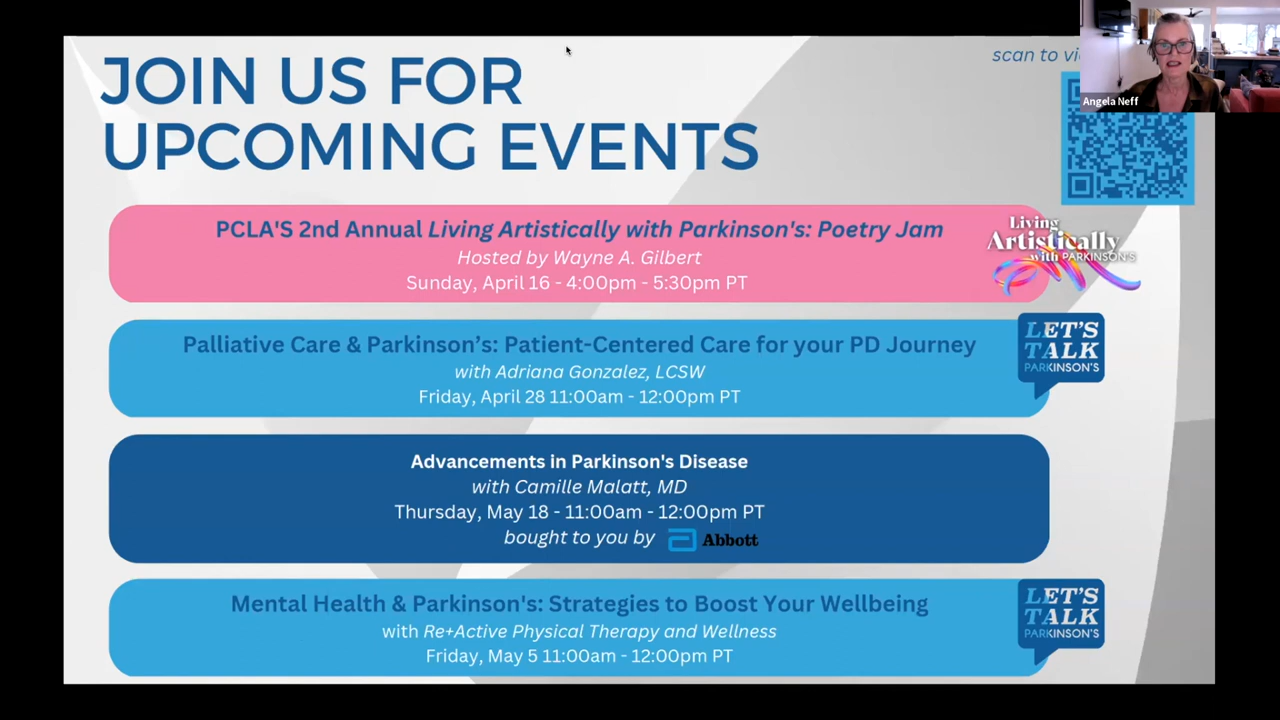 JOIN US FOR
UPCOMING EVENTS
scan to vi
Angela Neff
PCLA'S 2nd Annual Living Artistically with Parkinson's: Poetry Jam
Hosted by Wayne A. Gilbert
Sunday, April 16 - 4:00pm - 5:30pm PT
Living
Artistically
with PARKINSON'S
Palliative Care & Parkinson’s: Patient-Centered Care for your PD Journey
with Adriana Gonzalez, LCSW
Friday, April 28 11:00am - 12:00pm PT
LET'S
TALK
PARKINSON'S
Advancements in Parkinson's Disease
with Camille Malatt, MD
Thursday, May 18 - 11:00am - 12:00pm PT
bought to you by Abbott
Mental Health & Parkinson's: Strategies to Boost Your Wellbeing
with Re+Active Physical Therapy and Wellness
Friday, May 5 11:00am - 12:00pm PT
LET'S
TALK
PARKINSON'S